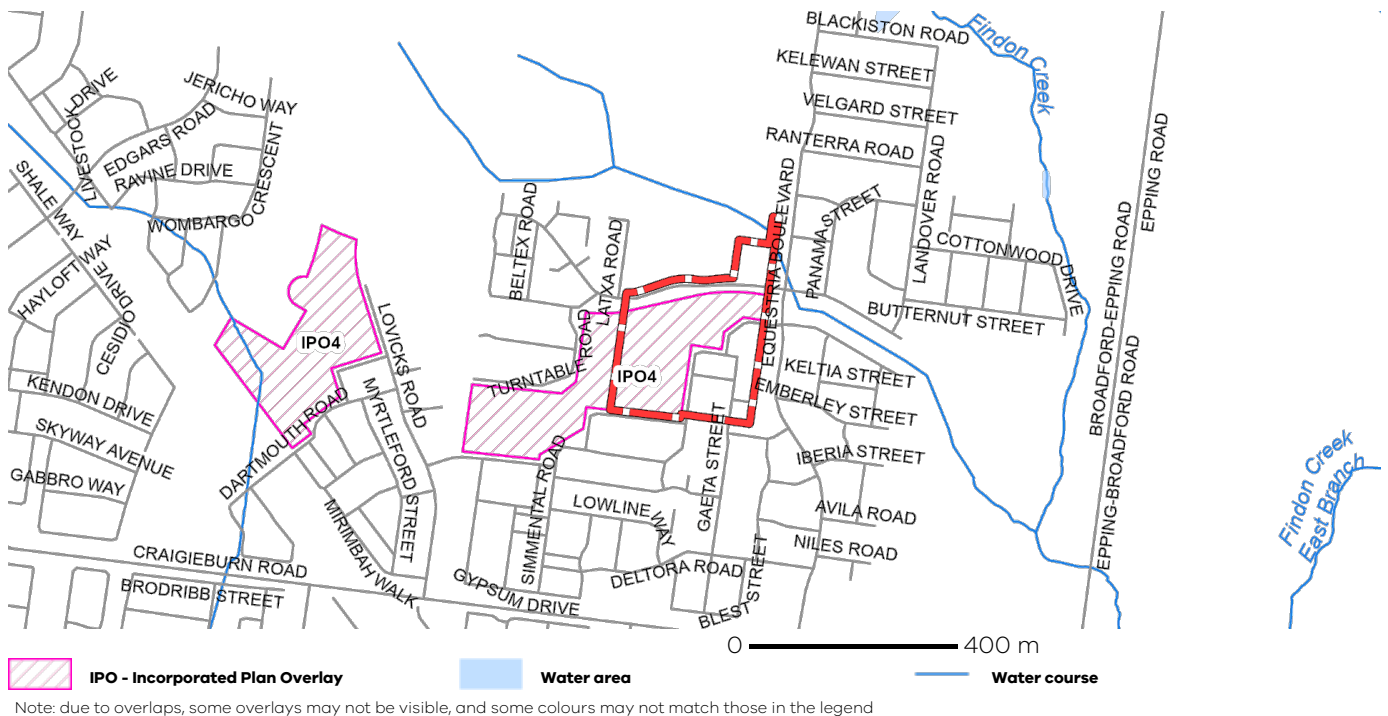 BLACKISTON ROAD
Findon Creek
KELEWAN STREET
VELGARD STREET
RANTERRA ROAD
LANDOVER ROAD
EPPING ROAD
JERICHO WAY
LIVESTOCK DRIVE
EDGARS ROAD
RAVINE DRIVE
WOMBARGO CRESCENT
SHALE WAY
HAYLOFT WAY
CESIDIO DRIVE
BELTEX ROAD
LATXA ROAD
EQUESTRIA BOULEVARD
PANAMA STREET
COTTONWOOD DRIVE
BUTTERNUT STREET
BROADFORD-EPPING ROAD
IPO4
LOVICKS ROAD
TURNTABLE ROAD
IPO4
KELTIA STREET
EMBERLEY STREET
EPPING-BROADFORD ROAD
KENDON DRIVE
SKYWAY AVENUE
GABBRO WAY
DARTMOUTH ROAD
MYRTLEFORD STREET
MIRIMBAH WALK
SIMMENTAL ROAD
GAETA STREET
IBERIA STREET
LOWLINE WAY
AVILA ROAD
NILES ROAD
Findon Creek
East Branch
CRAIGIEBURN ROAD
BRODRIBB STREET
GYPSUM DRIVE
DELTORA ROAD
BLEST STREET
0 400 m
IPO - Incorporated Plan Overlay
Water area
Water course
Note: due to overlaps, some overlays may not be visible, and some colours may not match those in the legend